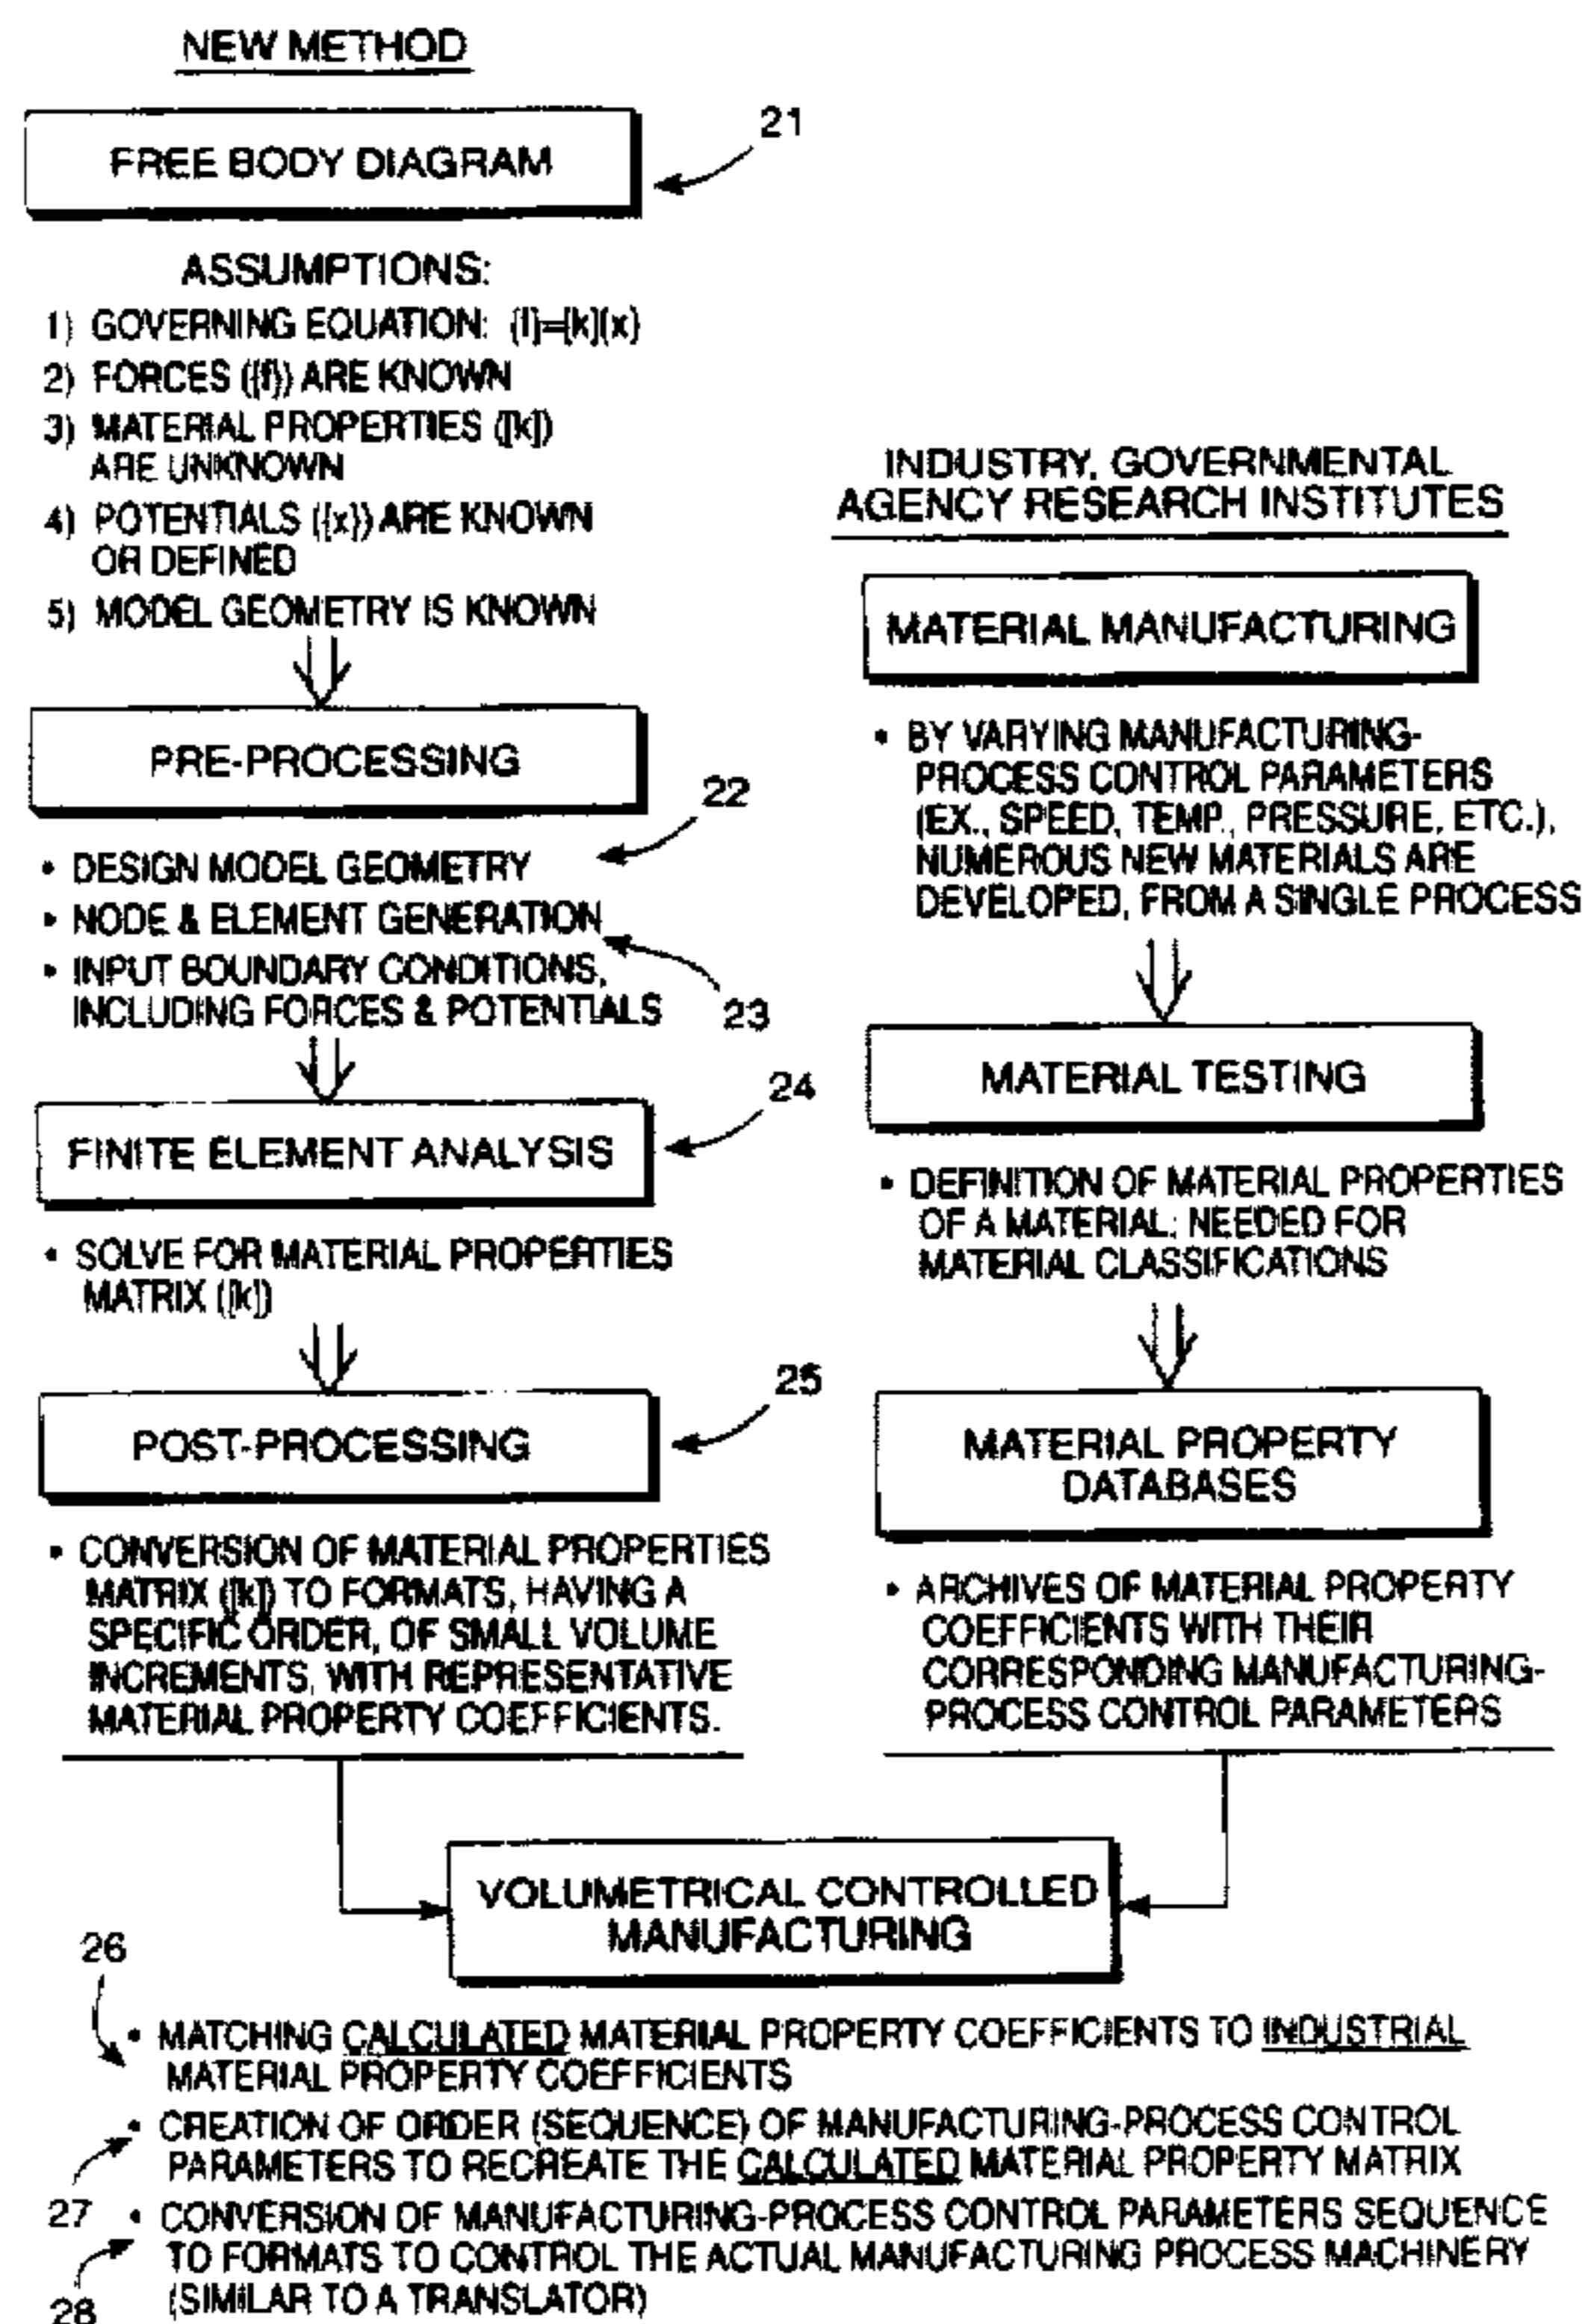 NEW METHOD
21
FREE BODY DIAGRAM
ASSUMPTIONS:
1) GOVERNING EQUATION: {f}=[k]{x}
2) FORCES ({f}) ARE KNOWN
3) MATERIAL PROPERTIES ([k])
ARE UNKNOWN
4) POTENTIALS ({x}) ARE KNOWN
OR DEFINED
5) MODEL GEOMETRY IS KNOWN
PRE-PROCESSING
22
• DESIGN MODEL GEOMETRY
• NODE & ELEMENT GENERATION
• INPUT BOUNDARY CONDITIONS,
INCLUDING FORCES & POTENTIALS
23
24
FINITE ELEMENT ANALYSIS
• SOLVE FOR MATERIAL PROPERTIES
MATRIX ([k])
25
POST-PROCESSING
• CONVERSION OF MATERIAL PROPERTIES
MATRIX ([k]) TO FORMATS, HAVING A
SPECIFIC ORDER, OF SMALL VOLUME
INCREMENTS, WITH REPRESENTATIVE
MATERIAL PROPERTY COEFFICIENTS.
INDUSTRY, GOVERNMENTAL
AGENCY RESEARCH INSTITUTES
MATERIAL MANUFACTURING
• BY VARYING MANUFACTURING-
PROCESS CONTROL PARAMETERS
(EX., SPEED, TEMP., PRESSURE, ETC.),
NUMEROUS NEW MATERIALS ARE
DEVELOPED, FROM A SINGLE PROCESS
MATERIAL TESTING
• DEFINITION OF MATERIAL PROPERTIES
OF A MATERIAL; NEEDED FOR
MATERIAL CLASSIFICATIONS
MATERIAL PROPERTY
DATABASES
• ARCHIVES OF MATERIAL PROPERTY
COEFFICIENTS WITH THEIR
CORRESPONDING MANUFACTURING-
PROCESS CONTROL PARAMETERS
VOLUMETRICAL CONTROLLED
MANUFACTURING
26
• MATCHING CALCULATED MATERIAL PROPERTY COEFFICIENTS TO INDUSTRIAL
MATERIAL PROPERTY COEFFICIENTS
• CREATION OF ORDER (SEQUENCE) OF MANUFACTURING-PROCESS CONTROL
PARAMETERS TO RECREATE THE CALCULATED MATERIAL PROPERTY MATRIX
27
• CONVERSION OF MANUFACTURING-PROCESS CONTROL PARAMETERS SEQUENCE
TO FORMATS TO CONTROL THE ACTUAL MANUFACTURING PROCESS MACHINERY
(SIMILAR TO A TRANSLATOR)
28